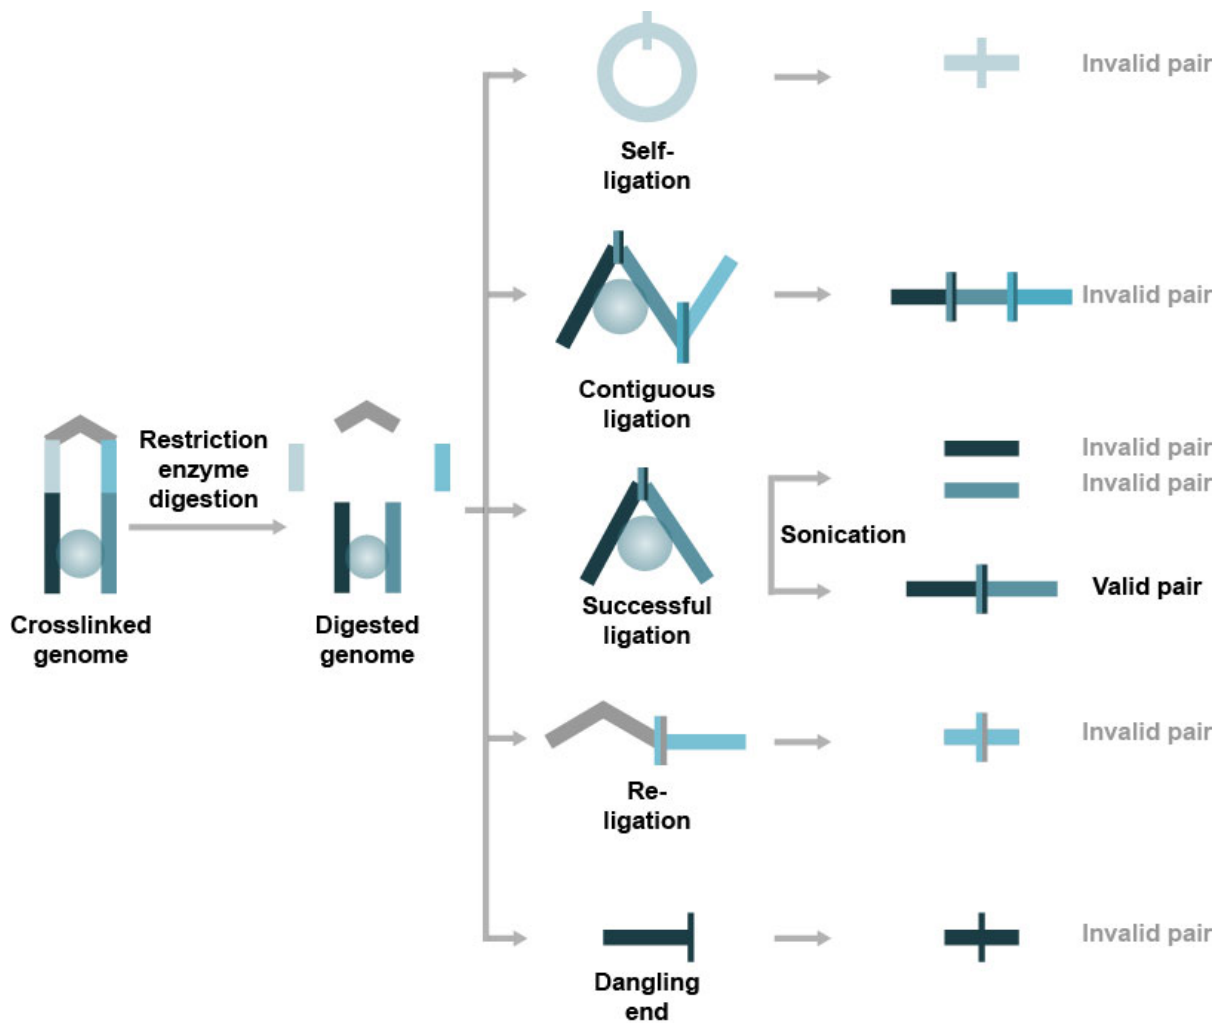 Invalid pair
Self-
ligation
Invalid pair
Contiguous
ligation
Restriction
enzyme
digestion
Invalid pair
Invalid pair
Sonication
Valid pair
Successful
ligation
Crosslinked
genome
Digested
genome
Invalid pair
Re-
ligation
Invalid pair
Dangling
end